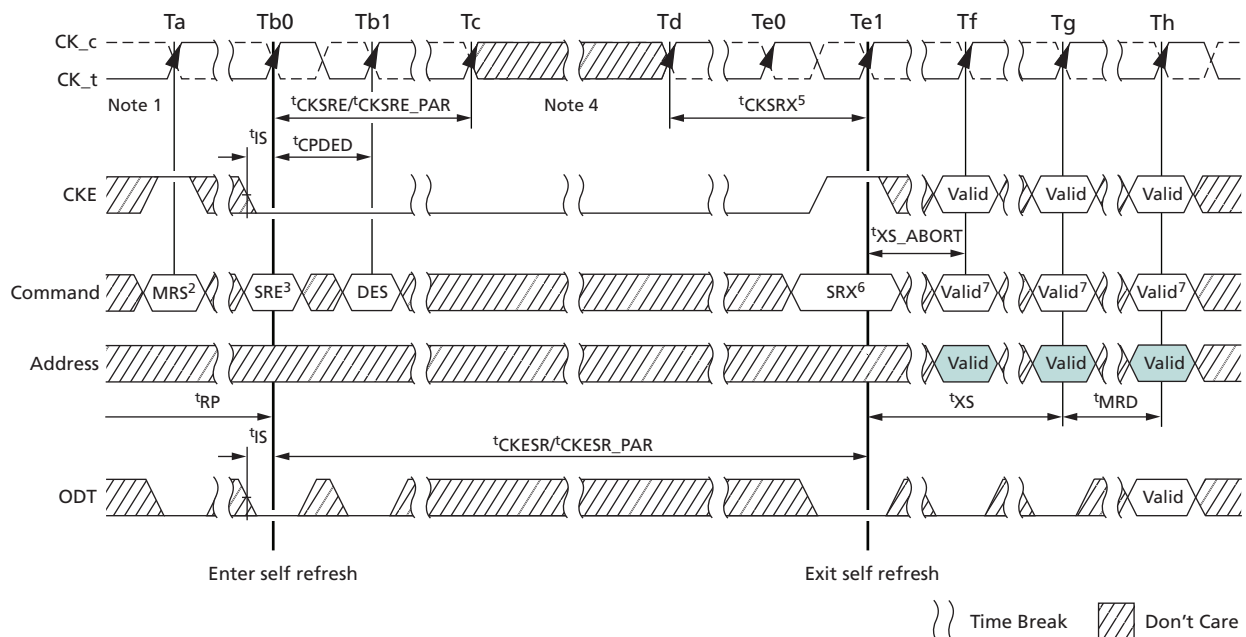 Ta Tb0 Tb1 Tc Td Te0 Te1 Tf Tg Th
CK_c
CK_t
Note 1 tCKSRE/tCKSRE_PAR Note 4 tCKSRX5
tIS tCPDED
CKE Valid Valid Valid
tXS_ABORT
Command MRS2 SRE3 DES SRX6 Valid7 Valid7 Valid7
Address Valid Valid Valid
tRP tXS tMRD
tIS tCKESR/tCKESR_PAR
ODT Valid
Enter self refresh Exit self refresh
Time Break Don't Care